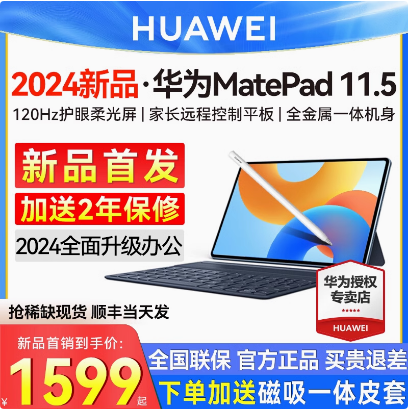 HUAWEI
2024新品·华为MatePad 11.5
120Hz护眼柔光屏 | 家长远程控制平板 | 全金属一体机身
新品首发
加送2年保修
2024全面升级办公
华为授权
专卖店
HUAWEI
抢稀缺现货 顺丰当天发
新品首销到手价:
¥1599起
全国联保 官方正品 买贵退差
下单加送磁吸一体皮套